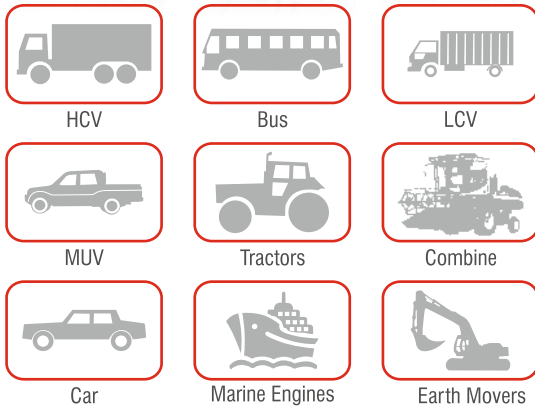 HCV
Bus
LCV
MUV
Tractors
Combine
Car
Marine Engines
Earth Movers